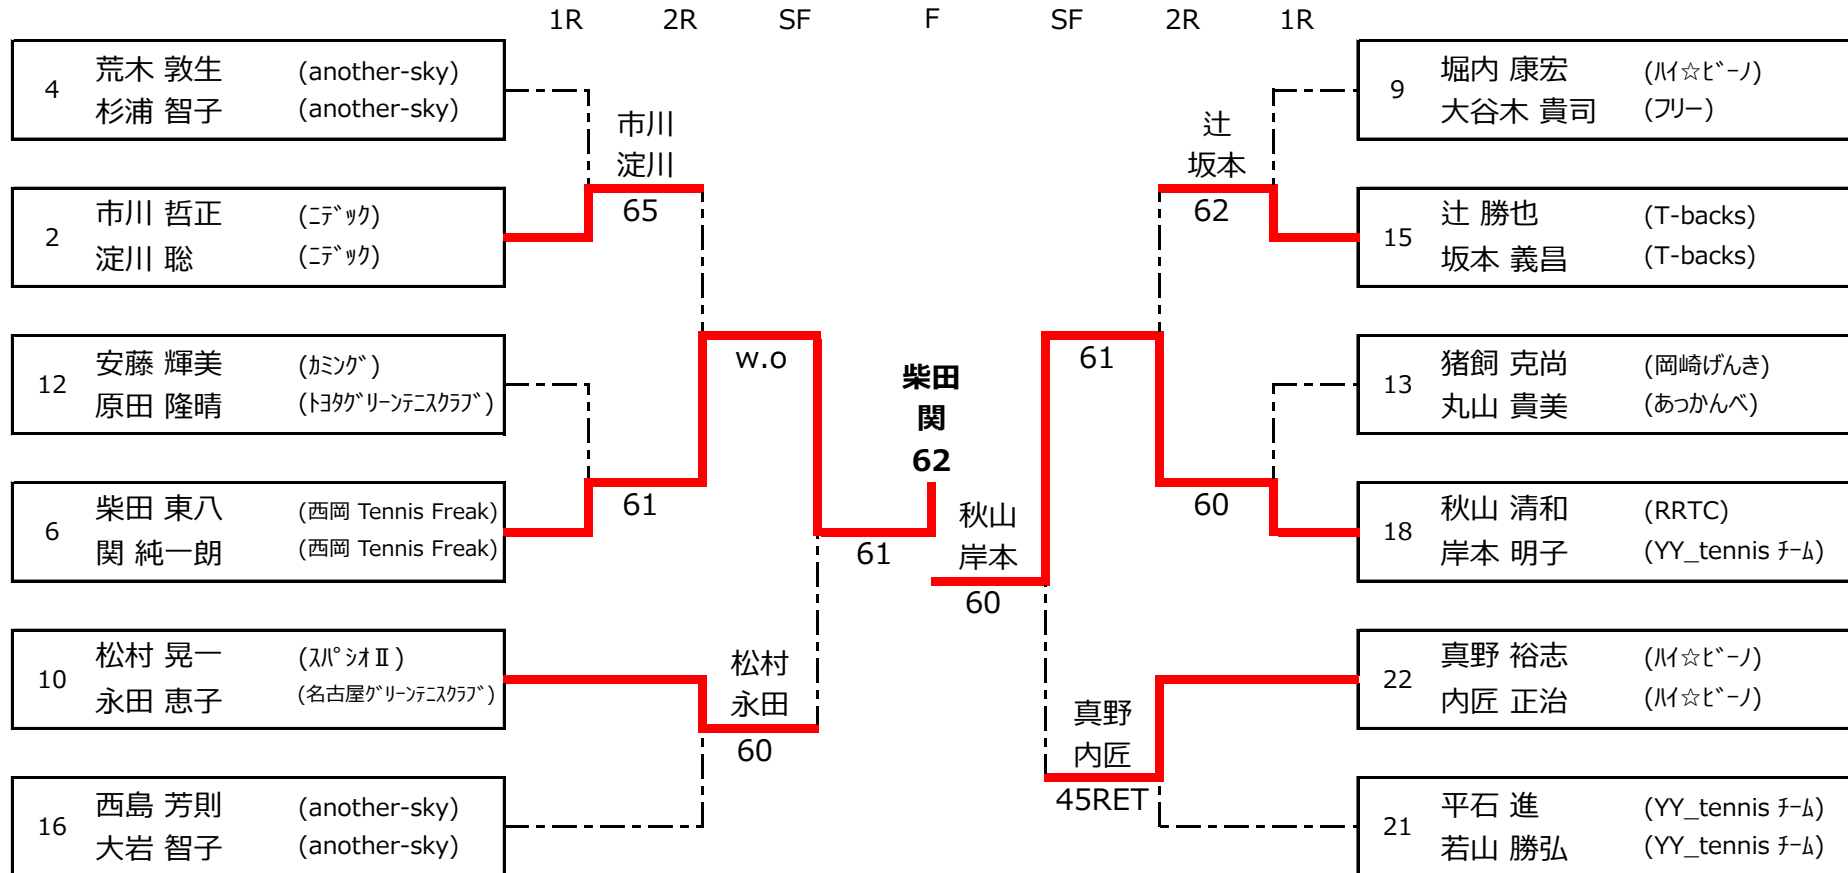 1R 2R SF F SF 2R 1R
4 荒木 敦生 (another-sky)
杉浦 智子 (another-sky)
2 市川 哲正 (ﾆﾃﾞｯｸ)
淀川 聡 (ﾆﾃﾞｯｸ)
12 安藤 輝美 (ｶﾐﾝｸﾞ)
原田 隆晴 (ﾄﾖﾀｸﾞﾘｰﾝﾃﾆｽｸﾗﾌﾞ)
6 柴田 東八 (西岡 Tennis Freak)
関 純一朗 (西岡 Tennis Freak)
10 松村 晃一 (ｽﾊﾟｼｵⅡ)
永田 恵子 (名古屋ｸﾞﾘｰﾝﾃﾆｽｸﾗﾌﾞ)
16 西島 芳則 (another-sky)
大岩 智子 (another-sky)
市川
淀川
65
61
w.o
松村
永田
60
61
柴田
関
62
秋山
岸本
60
61
真野
内匠
45RET
辻
坂本
62
60
9 堀内 康宏 (ﾊｲ☆ﾋﾞｰﾉ)
大谷木 貴司 (フリー)
15 辻 勝也 (T-backs)
坂本 義昌 (T-backs)
13 猪飼 克尚 (岡崎げんき)
丸山 貴美 (あっかんべ)
18 秋山 清和 (RRTC)
岸本 明子 (YY_tennis ﾁｰﾑ)
22 真野 裕志 (ﾊｲ☆ﾋﾞｰﾉ)
内匠 正治 (ﾊｲ☆ﾋﾞｰﾉ)
21 平石 進 (YY_tennis ﾁｰﾑ)
若山 勝弘 (YY_tennis ﾁｰﾑ)